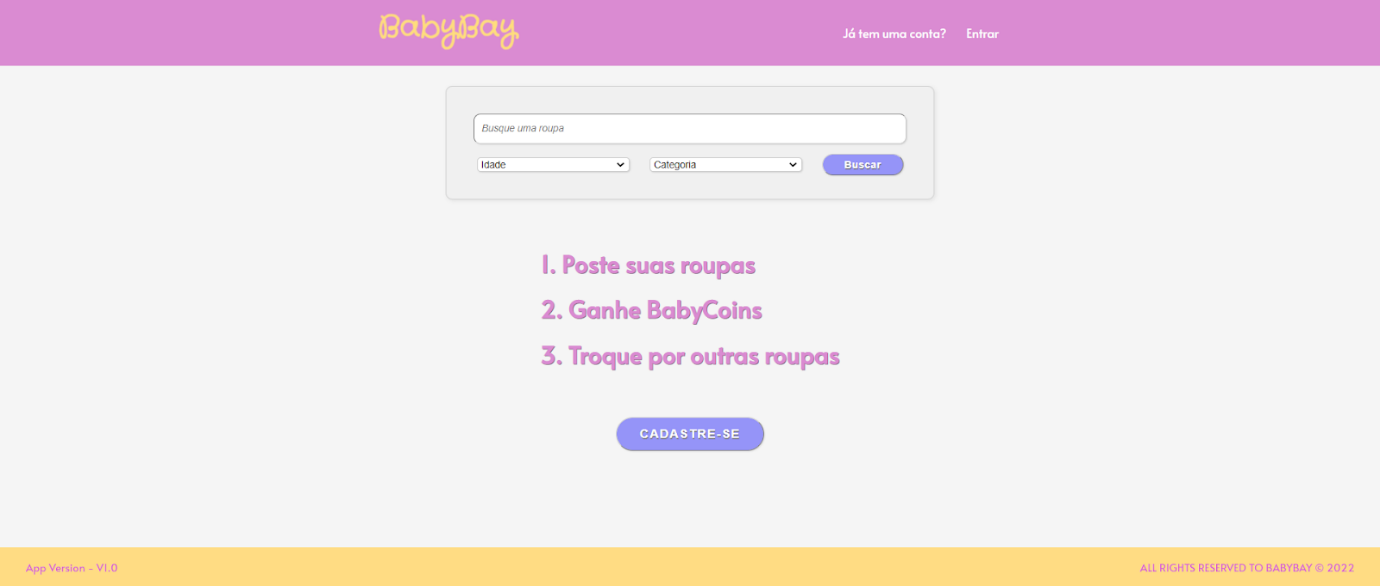 BabyBay
Já tem uma conta? Entrar
Busque uma roupa
Idade Categoria Buscar
1. Poste suas roupas
2. Ganhe BabyCoins
3. Troque por outras roupas
CADASTRE-SE
App Version - V1.0 ALL RIGHTS RESERVED TO BABYBAY © 2022